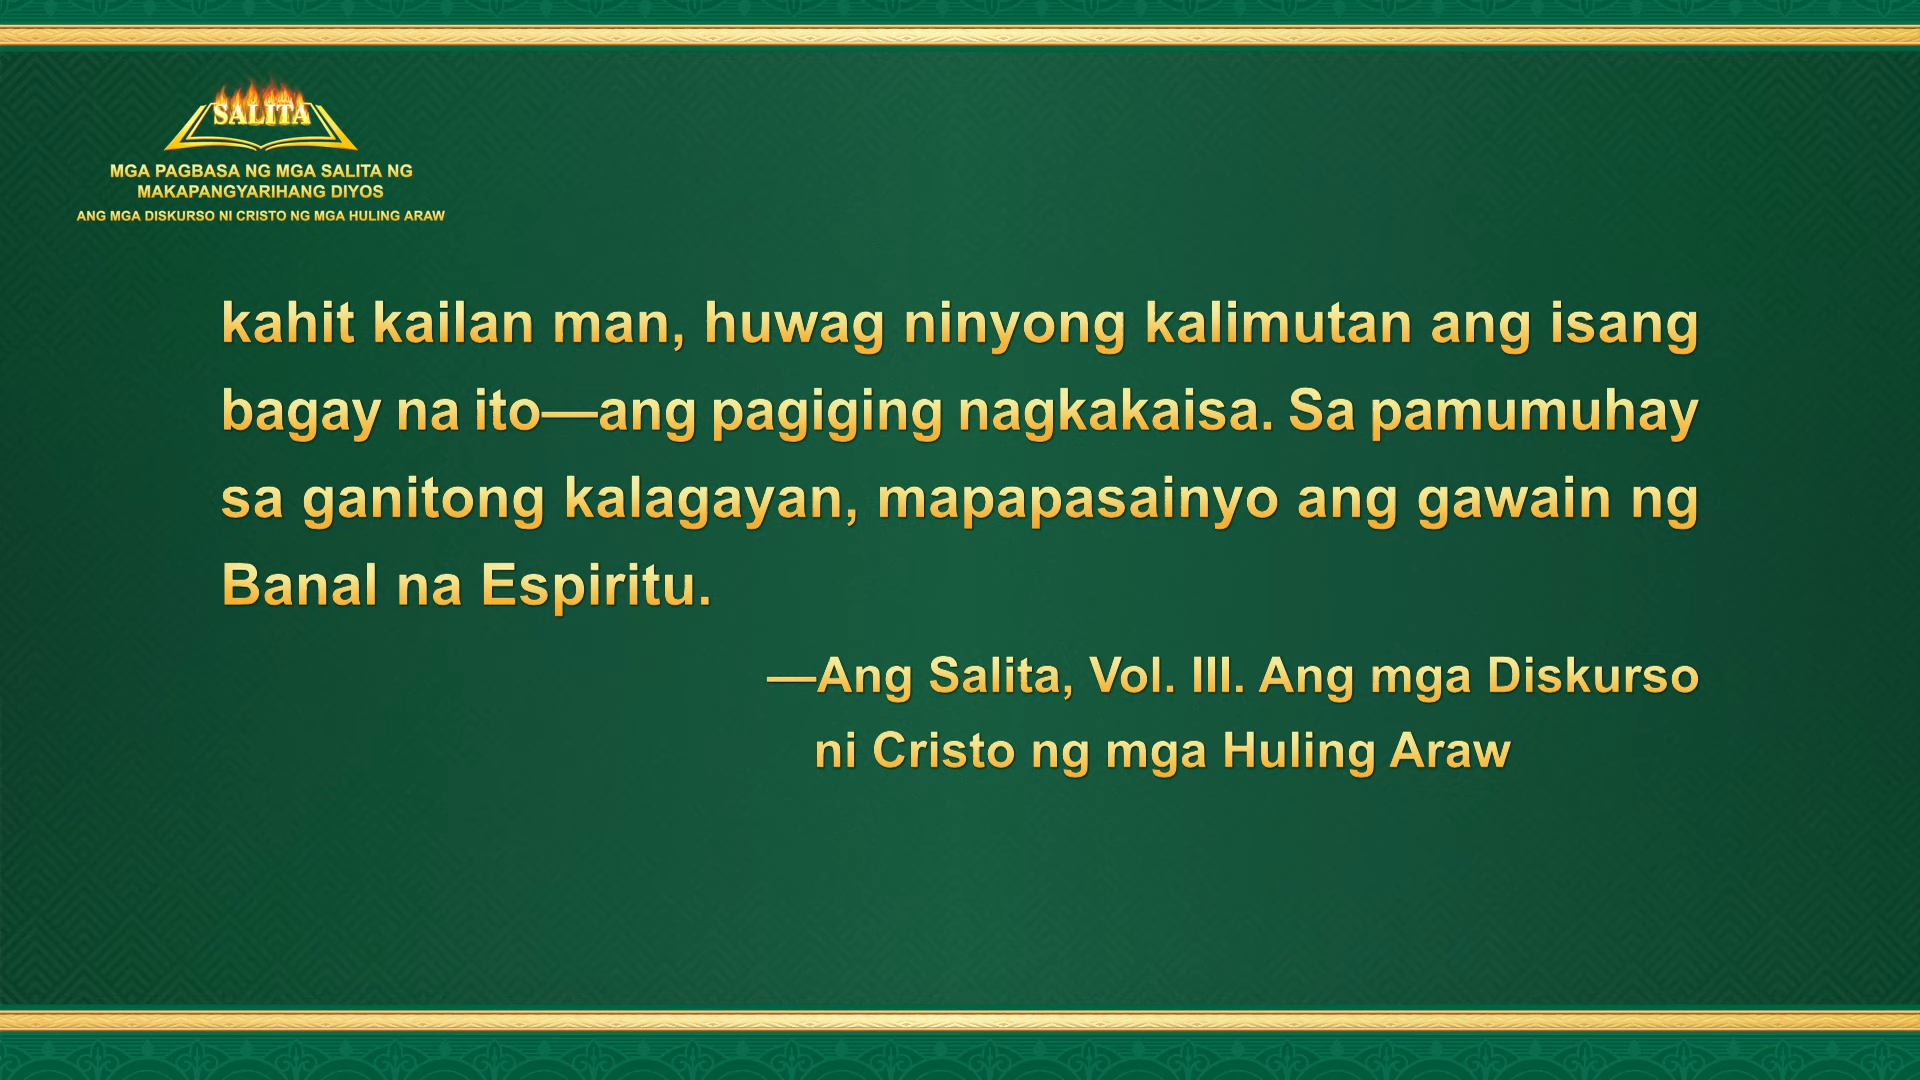 SALITA
MGA PAGBASA NG MGA SALITA NG
MAKAPANGYARIHANG DIYOS
ANG MGA DISKURSO NI CRISTO NG MGA HULING ARAW
kahit kailan man, huwag ninyong kalimutan ang isang
bagay na ito—ang pagiging nagkakaisa. Sa pamumuhay
sa ganitong kalagayan, mapapasainyo ang gawain ng
Banal na Espiritu.
—Ang Salita, Vol. III. Ang mga Diskurso
ni Cristo ng mga Huling Araw